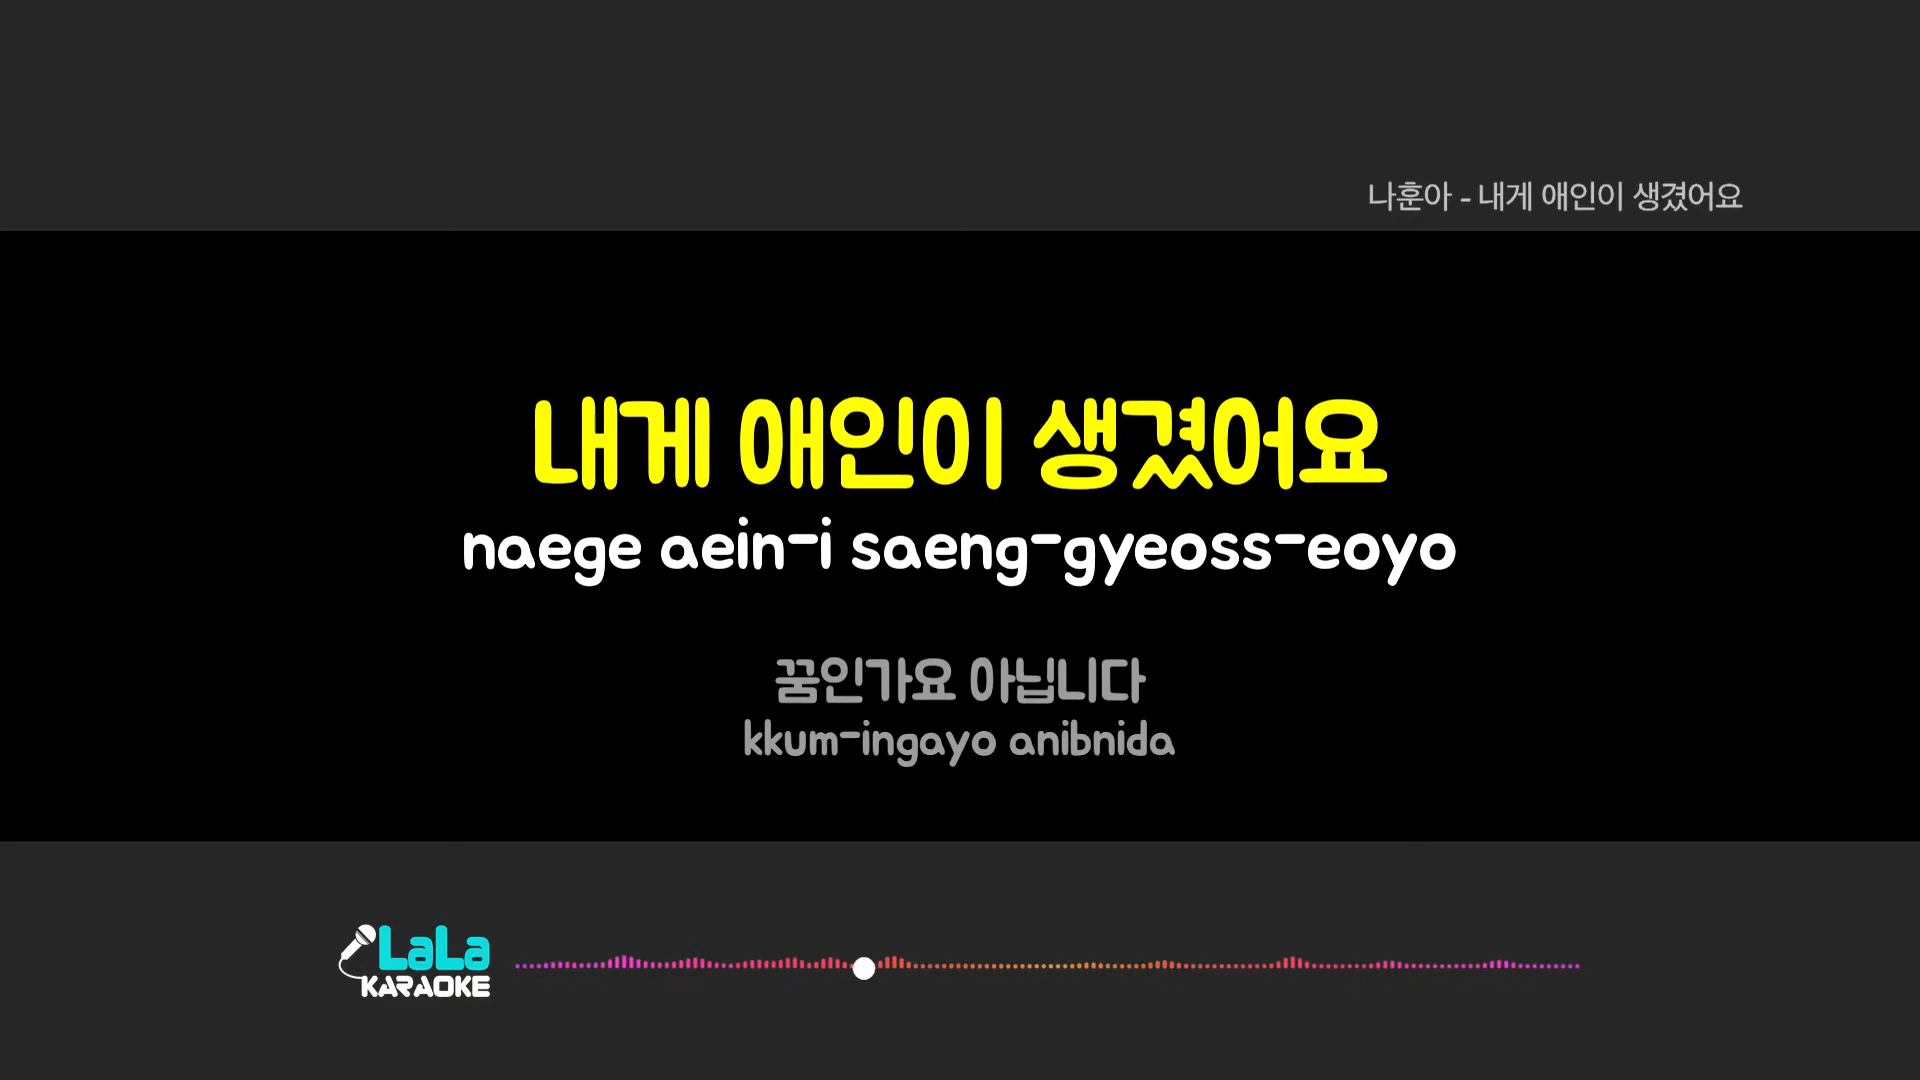 나훈아 - 내게 애인이 생겼어요
내게 애인이 생겼어요
naege aein-i saeng-gyeoss-eoyo
꿈인가요 아닙니다
kkum-ingayo anibnida
LaLa
KARAOKE